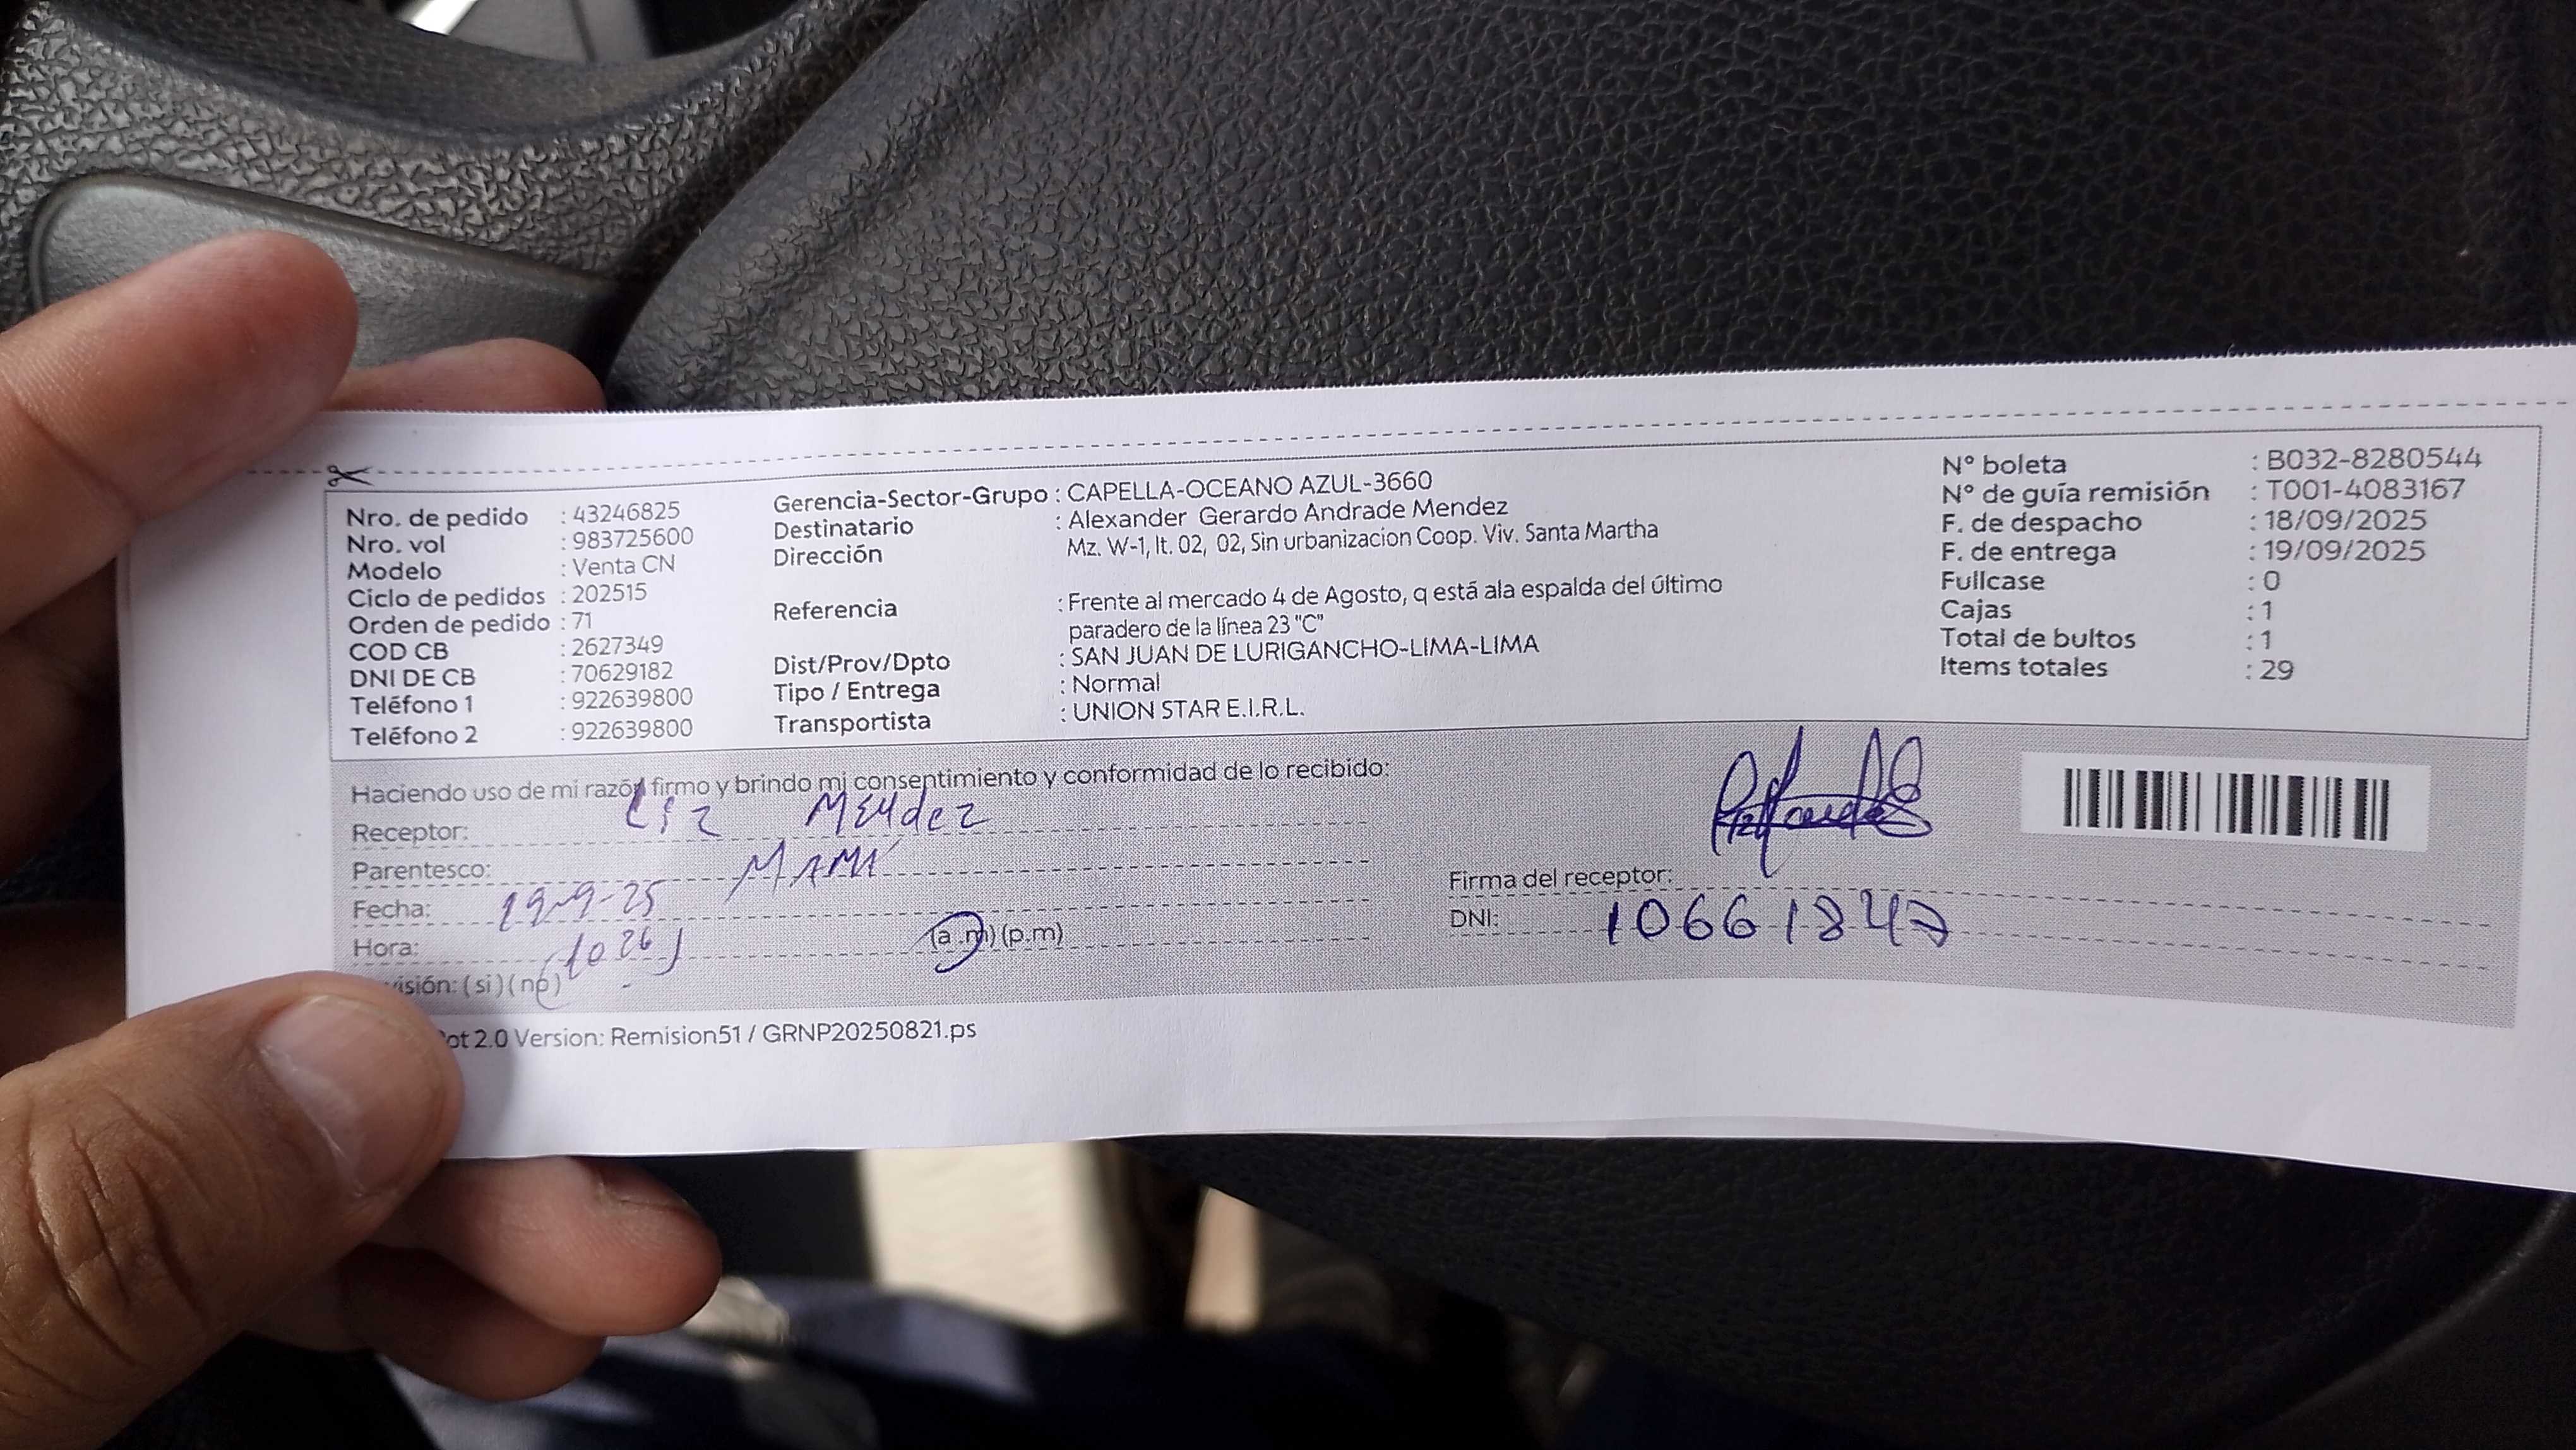 Nro. de pedido : 43246825
Nro. vol : 983725600
Modelo : Venta CN
Ciclo de pedidos : 202515
Orden de pedido : 71
COD CB : 2627349
DNI DE CB : 70629182
Teléfono 1 : 922639800
Teléfono 2 : 922639800
Gerencia-Sector-Grupo : CAPELLA-OCEANO AZUL-3660
Destinatario : Alexander Gerardo Andrade Mendez
Dirección Mz. W-1, lt. 02, 02, Sin urbanizacion Coop. Viv. Santa Martha
Referencia : Frente al mercado 4 de Agosto, q está ala espalda del último
paradero de la línea 23 "C"
Dist/Prov/Dpto : SAN JUAN DE LURIGANCHO-LIMA-LIMA
Tipo / Entrega : Normal
Transportista : UNION STAR E.I.R.L.
N° boleta : B032-8280544
N° de guía remisión : T001-4083167
F. de despacho : 18/09/2025
F. de entrega : 19/09/2025
Fullcase : 0
Cajas : 1
Total de bultos : 1
Items totales : 29
Haciendo uso de mi razón firmo y brindo mi consentimiento y conformidad de lo recibido:
Receptor: Liz Mendez
Parentesco: MAMÁ
Fecha: 19-9-25
Hora: 10 26 (a.m) (p.m)
(si) (no)
Firma del receptor:
DNI: 10661847
2.0 Version: Remision51 / GRNP20250821.ps